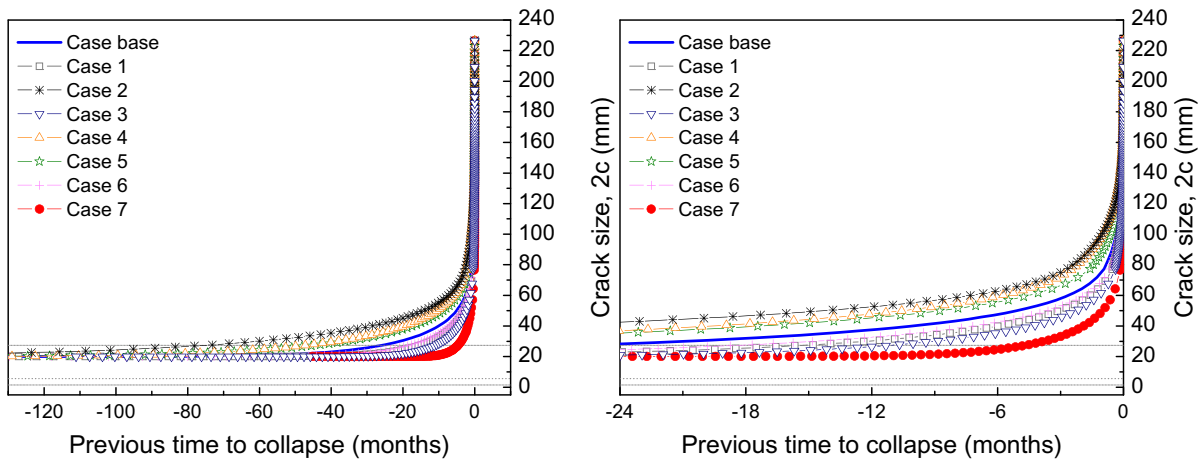 Case base
Case 1
Case 2
Case 3
Case 4
Case 5
Case 6
Case 7
240
220
200
180
160
140
120
100
80
60
40
20
0
Crack size, 2c (mm)
-120 -100 -80 -60 -40 -20 0
Previous time to collapse (months)
Case base
Case 1
Case 2
Case 3
Case 4
Case 5
Case 6
Case 7
240
220
200
180
160
140
120
100
80
60
40
20
0
Crack size, 2c (mm)
-24 -18 -12 -6 0
Previous time to collapse (months)